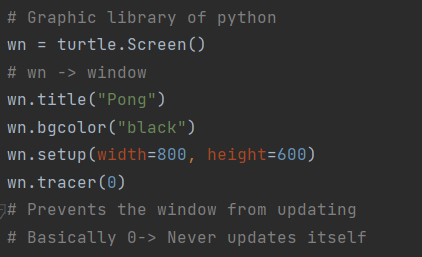 # Graphic library of python
wn = turtle.Screen()
# wn -> window
wn.title("Pong")
wn.bgcolor("black")
wn.setup(width=800, height=600)
wn.tracer(0)
# Prevents the window from updating
# Basically 0-> Never updates itself